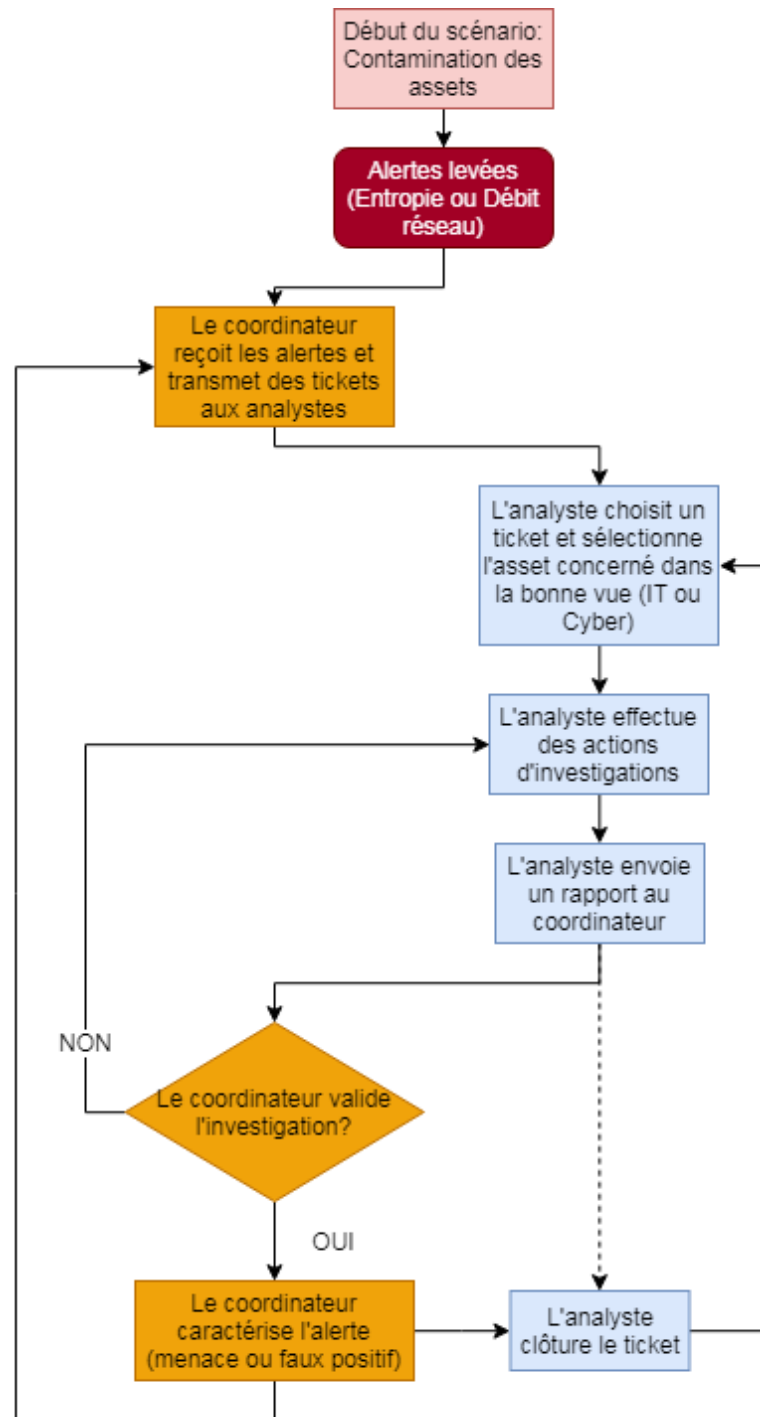 Début du scénario:
Contamination des
assets
Alertes levées
(Entropie ou Débit
réseau)
Le coordinateur
reçoit les alertes et
transmet des tickets
aux analystes
L'analyste choisit un
ticket et sélectionne
l'asset concerné dans
la bonne vue (IT ou
Cyber)
L'analyste effectue
des actions
d'investigations
L'analyste envoie
un rapport au
coordinateur
NON
Le coordinateur valide
l'investigation?
OUI
Le coordinateur
caractérise l'alerte
(menace ou faux positif)
L'analyste
clôture le ticket